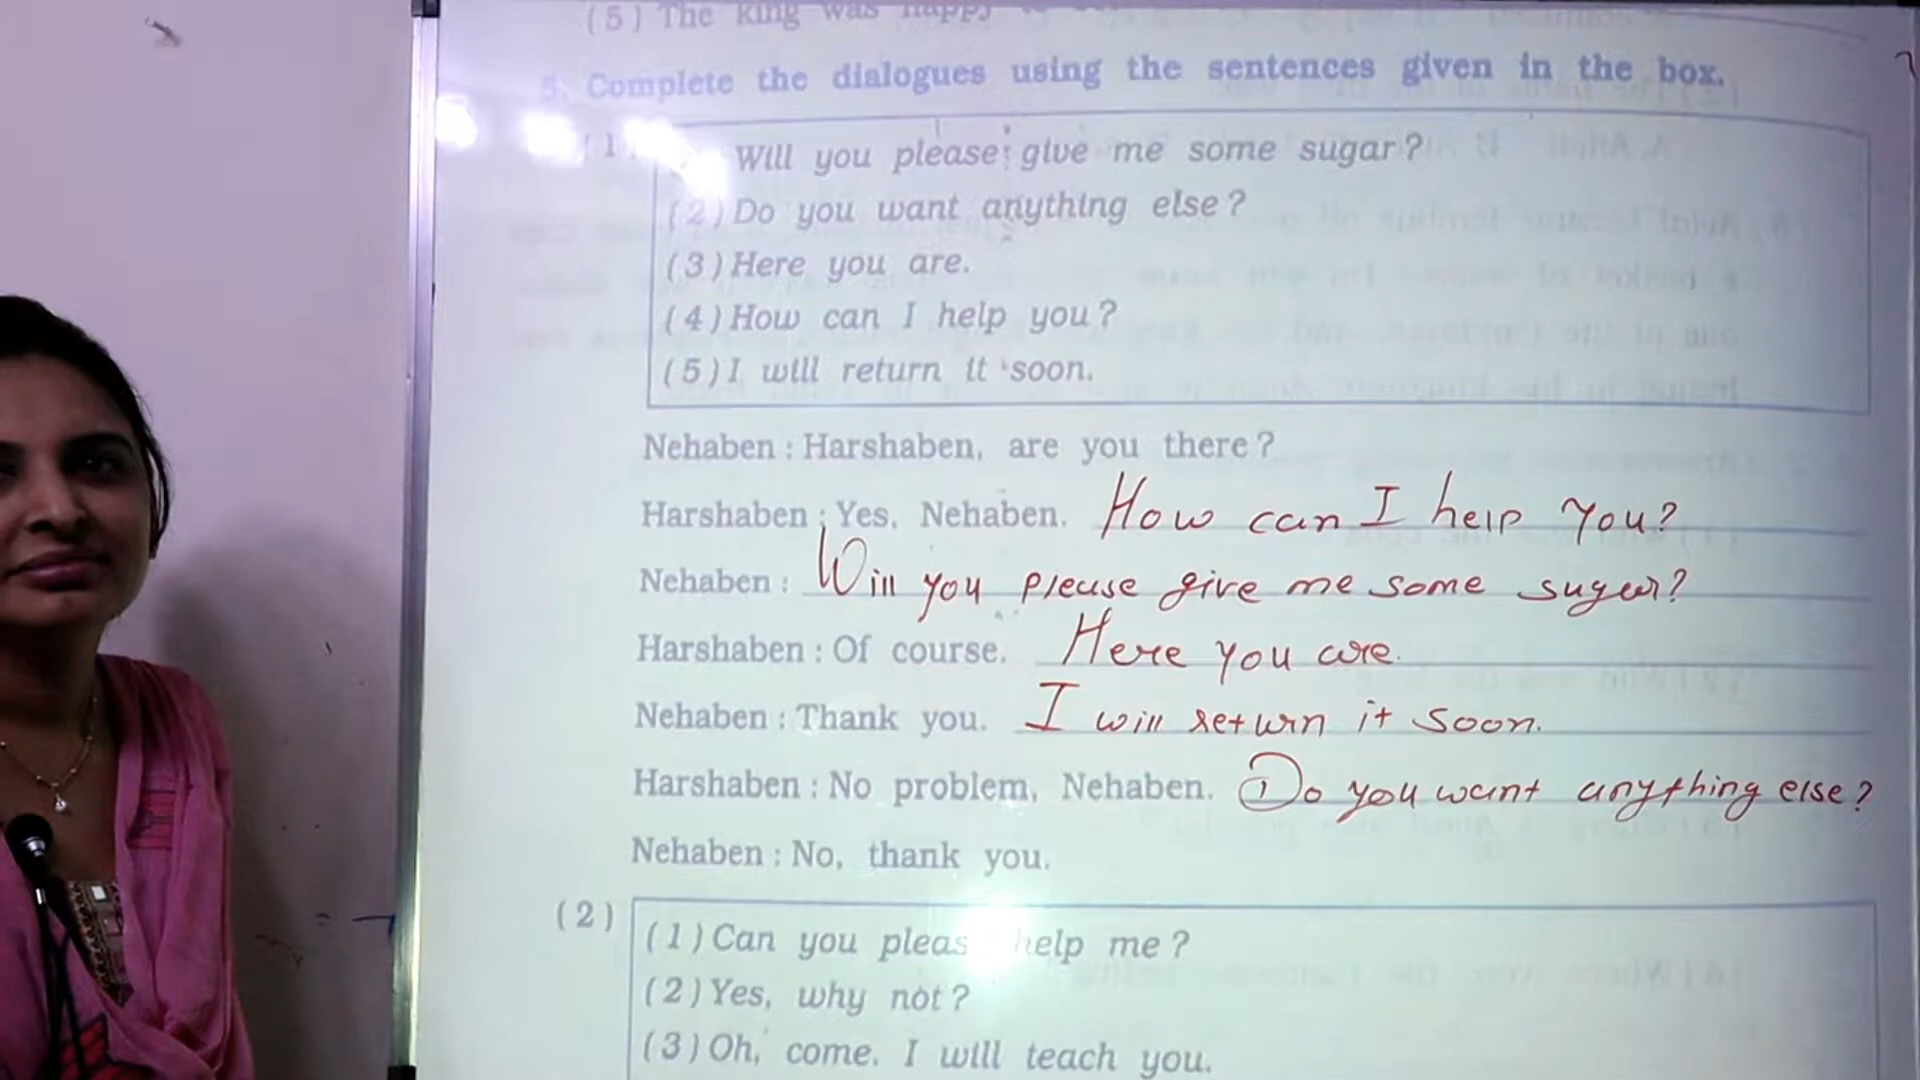 (5) The king was happy
5. Complete the dialogues using the sentences given in the box.
(1) Will you please give me some sugar?
(2) Do you want anything else?
(3) Here you are.
(4) How can I help you?
(5) I will return it soon.
Nehaben : Harshaben, are you there?
Harshaben : Yes, Nehaben. How can I help you?
Nehaben : Will you please give me some sugar?
Harshaben : Of course. Here you are.
Nehaben : Thank you. I will return it soon.
Harshaben : No problem, Nehaben. Do you want anything else?
Nehaben : No, thank you.
(2)
(1) Can you pleas help me?
(2) Yes, why not?
(3) Oh, come. I will teach you.